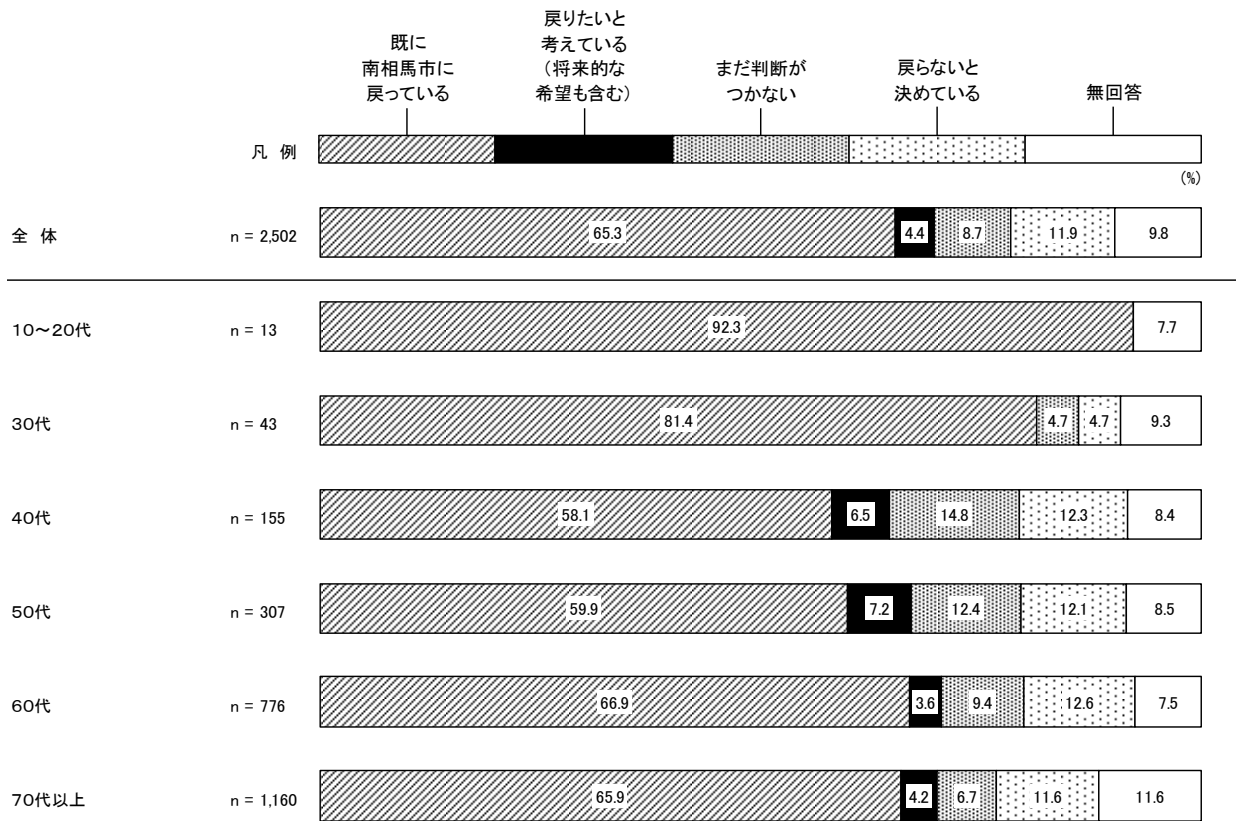 既に
南相馬市に
戻っている
戻りたいと
考えている
(将来的な
希望も含む)
まだ判断が
つかない
戻らないと
決めている
無回答
凡 例
(%)
全 体 n = 2,502 65.3 4.4 8.7 11.9 9.8
10～20代 n = 13 92.3 7.7
30代 n = 43 81.4 4.7 4.7 9.3
40代 n = 155 58.1 6.5 14.8 12.3 8.4
50代 n = 307 59.9 7.2 12.4 12.1 8.5
60代 n = 776 66.9 3.6 9.4 12.6 7.5
70代以上 n = 1,160 65.9 4.2 6.7 11.6 11.6